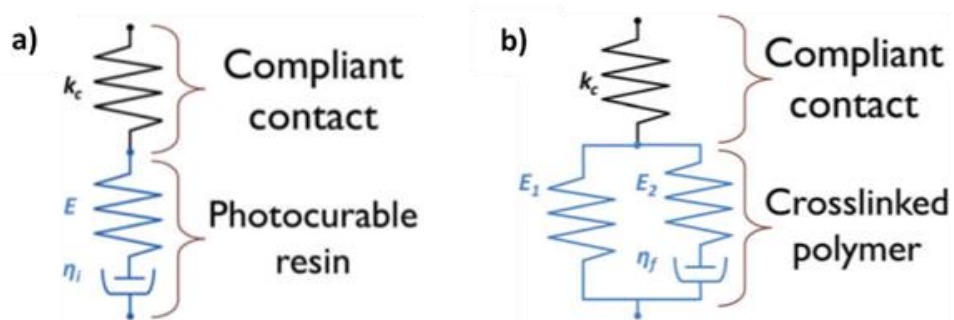 a)
k_c
Compliant
contact
E
η_i
Photocurable
resin
b)
k_c
Compliant
contact
E_1
E_2
η_f
Crosslinked
polymer